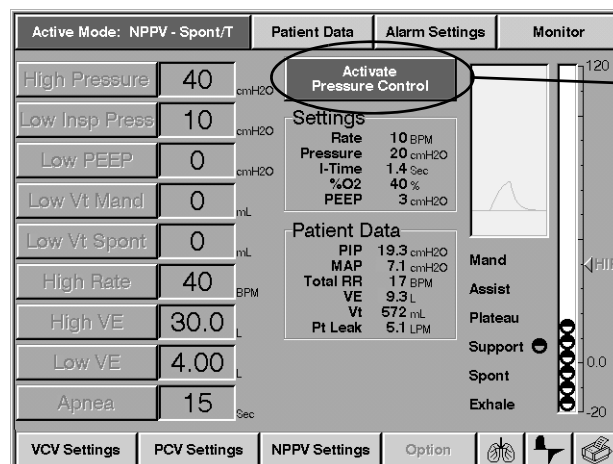 Active Mode: NPPV - Spont/T
Patient Data
Alarm Settings
Monitor
High Pressure 40 cmH2O
Low Insp Press 10 cmH2O
Low PEEP 0 cmH2O
Low Vt Mand 0 mL
Low Vt Spont 0 mL
High Rate 40 BPM
High VE 30.0 L
Low VE 4.00 L
Apnea 15 Sec
Activate
Pressure Control
Settings
Rate 10 BPM
Pressure 20 cmH2O
I-Time 1.4 Sec
%O2 40 %
PEEP 3 cmH2O
Patient Data
PIP 19.3 cmH2O
MAP 7.1 cmH2O
Total RR 17 BPM
VE 9.3 L
Vt 572 mL
Pt Leak 5.1 LPM
Mand
Assist
Plateau
Support
Spont
Exhale
120
HIP
0.0
-20
VCV Settings
PCV Settings
NPPV Settings
Option